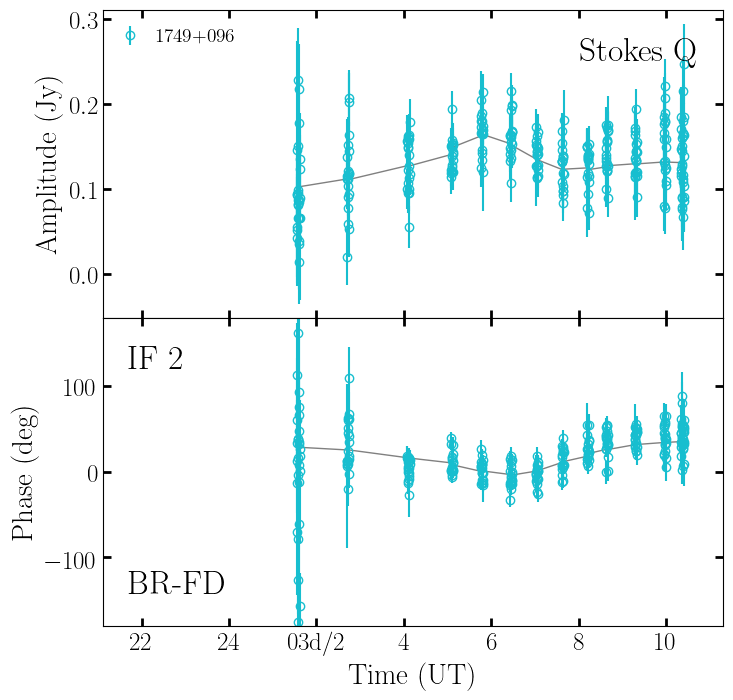 0.3
1749+096
Stokes Q
0.2
0.1
0.0
Amplitude (Jy)
IF 2
100
0
−100
Phase (deg)
BR-FD
22 24 03d/2 4 6 8 10
Time (UT)